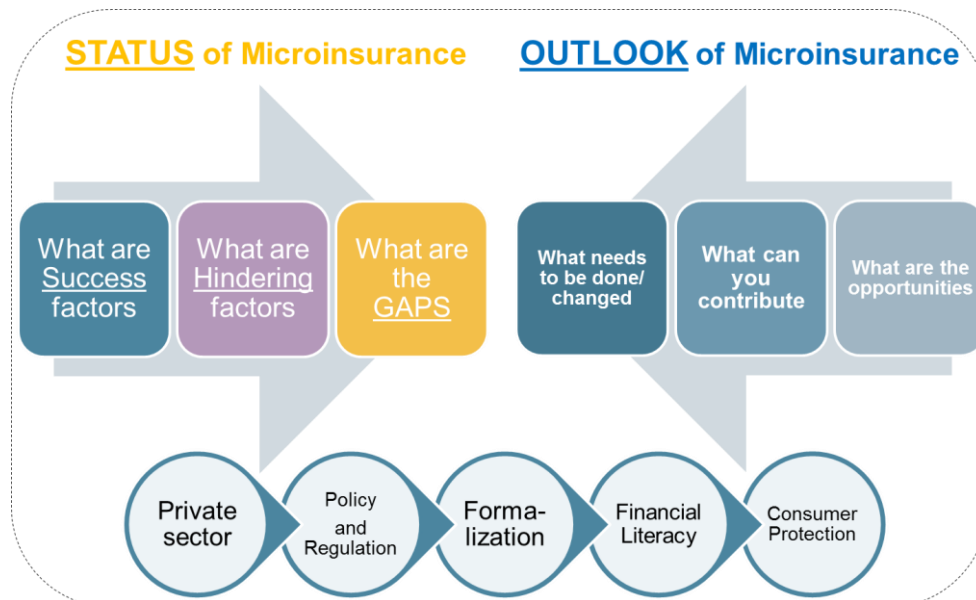 STATUS of Microinsurance
OUTLOOK of Microinsurance
What are
Success
factors
What are
Hindering
factors
What are
the
GAPS
What needs
to be done/
changed
What can
you
contribute
What are the
opportunities
Private
sector
Policy
and
Regulation
Forma-
lization
Financial
Literacy
Consumer
Protection